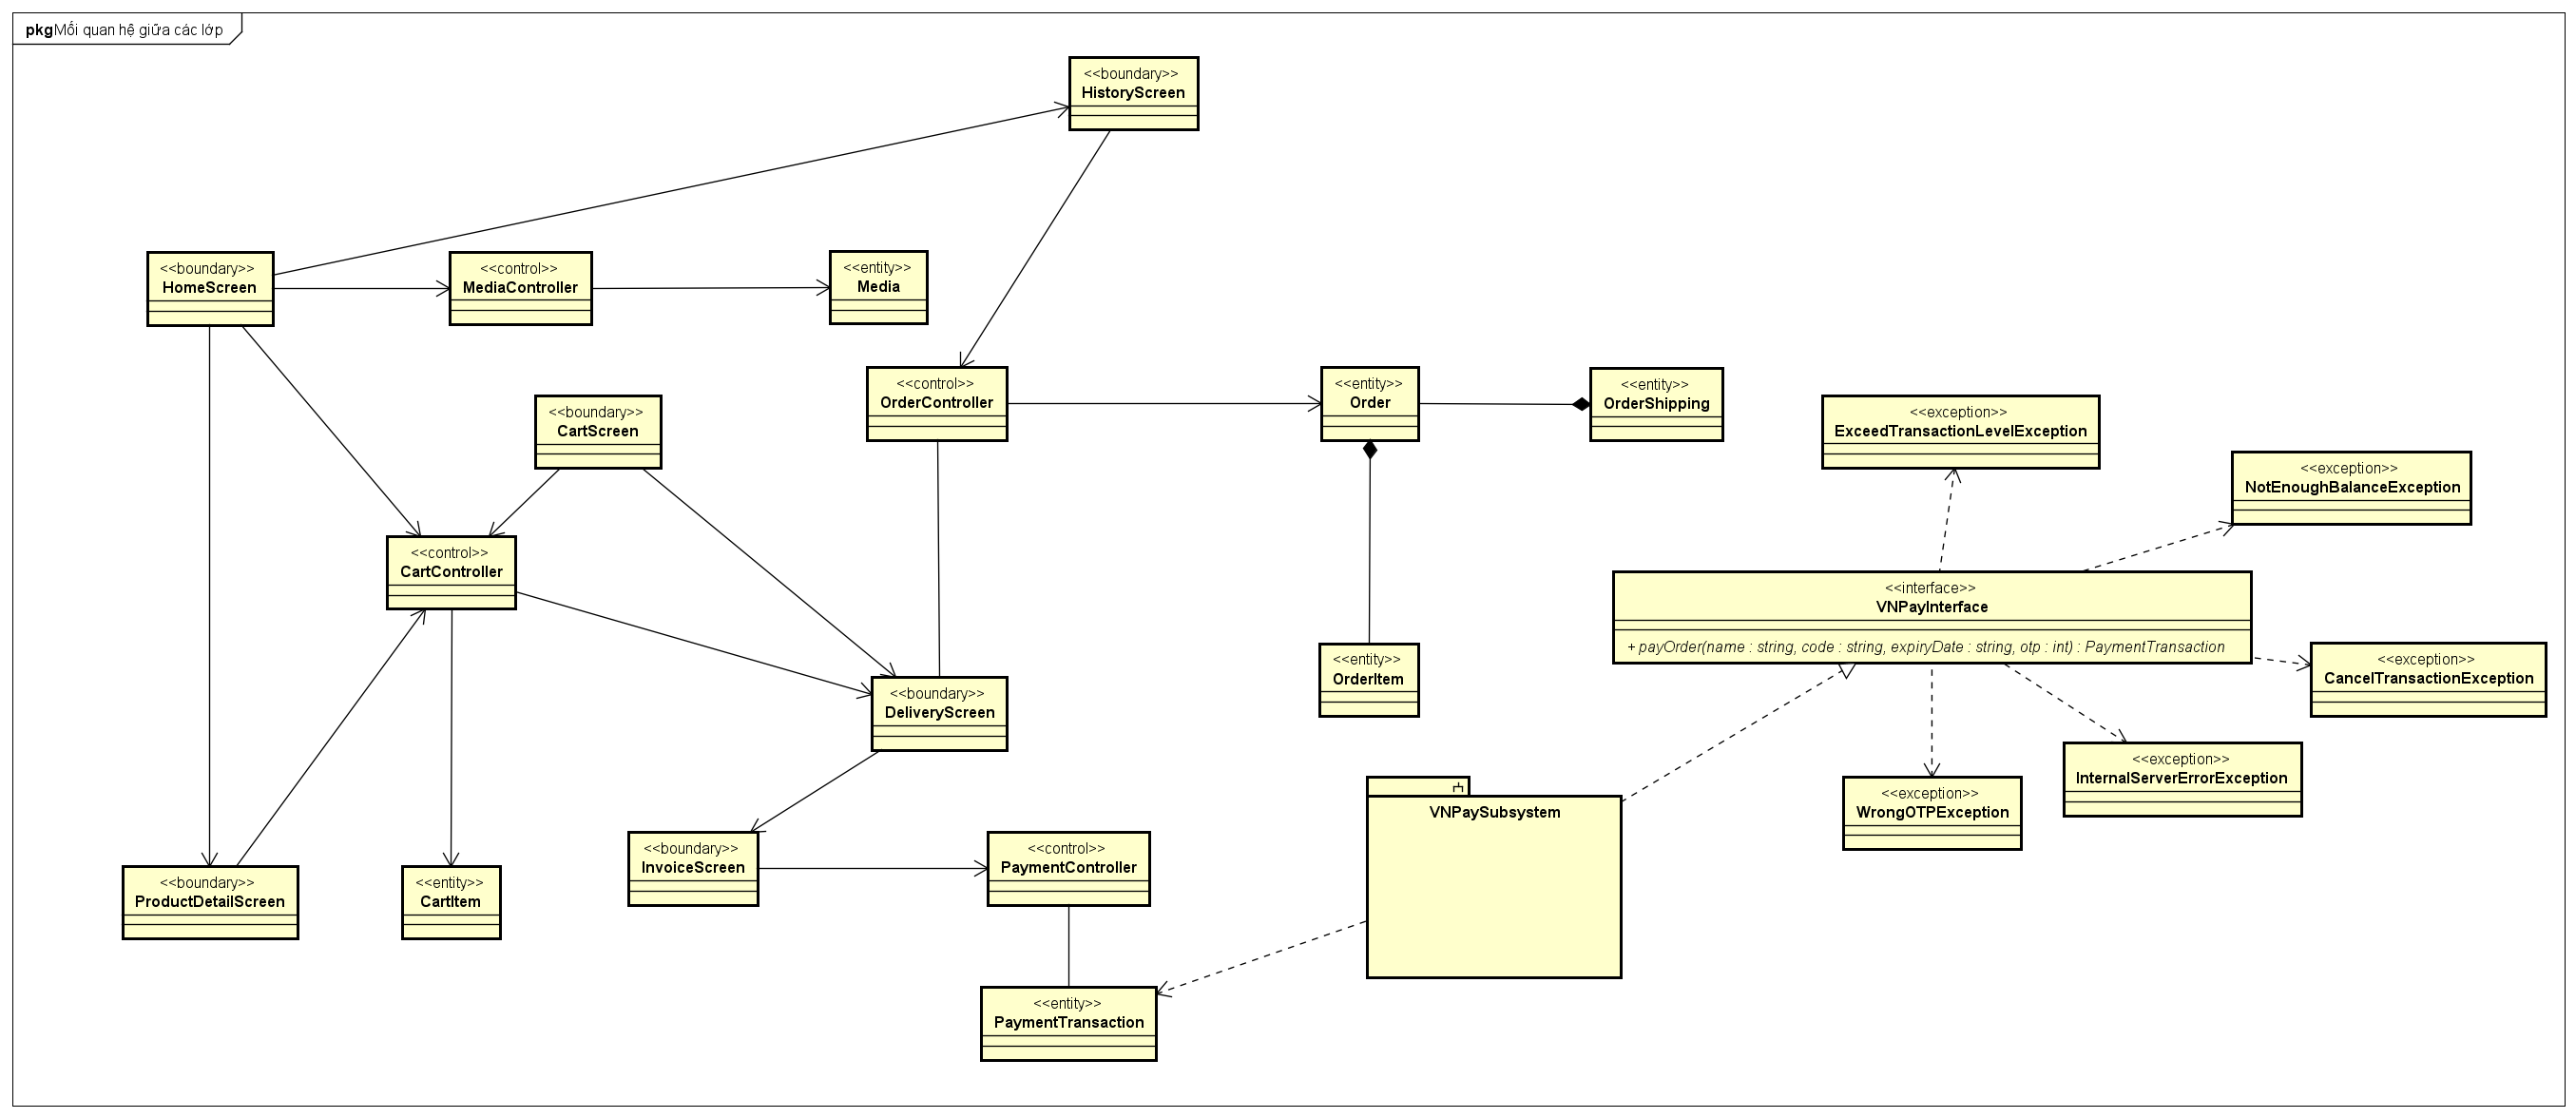 pkg Mối quan hệ giữa các lớp
<<boundary>>
HistoryScreen
<<boundary>>
HomeScreen
<<control>>
MediaController
<<entity>>
Media
<<control>>
OrderController
<<entity>>
Order
<<entity>>
OrderShipping
<<boundary>>
CartScreen
<<exception>>
ExceedTransactionLevelException
<<exception>>
NotEnoughBalanceException
<<control>>
CartController
<<interface>>
VNPayInterface
+ payOrder(name : string, code : string, expiryDate : string, otp : int) : PaymentTransaction
<<entity>>
OrderItem
<<exception>>
CancelTransactionException
<<boundary>>
DeliveryScreen
<<exception>>
InternalServerErrorException
<<exception>>
WrongOTPException
VNPaySubsystem
<<boundary>>
InvoiceScreen
<<control>>
PaymentController
<<boundary>>
ProductDetailScreen
<<entity>>
CartItem
<<entity>>
PaymentTransaction